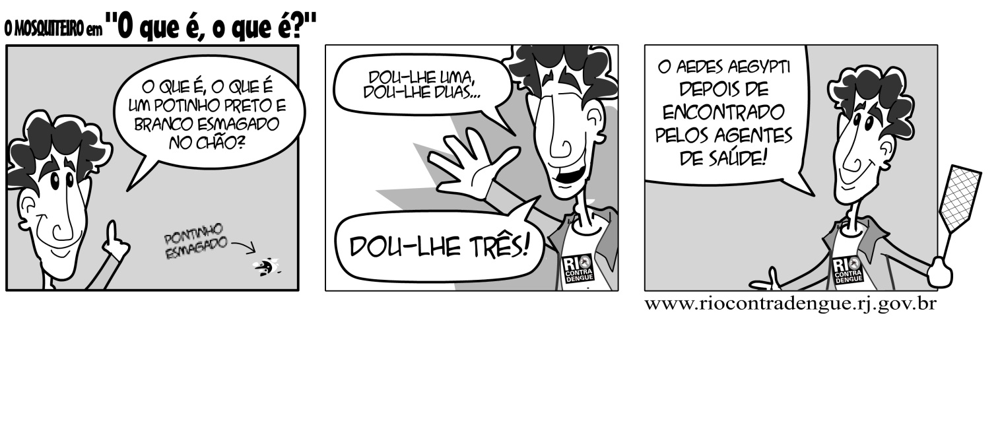 O MOSQUITEIRO em "O que é, o que é?"
O QUE É, O QUE É
UM POTINHO PRETO E
BRANCO ESMAGADO
NO CHÃO?
PONTINHO
ESMAGADO
DOU-LHE UMA,
DOU-LHE DUAS...
DOU-LHE TRÊS!
RIO
CONTRA
DENGUE
O AEDES AEGYPTI
DEPOIS DE
ENCONTRADO
PELOS AGENTES
DE SAÚDE!
RIO
CONTRA
DENGUE
www.riocontradengue.rj.gov.br